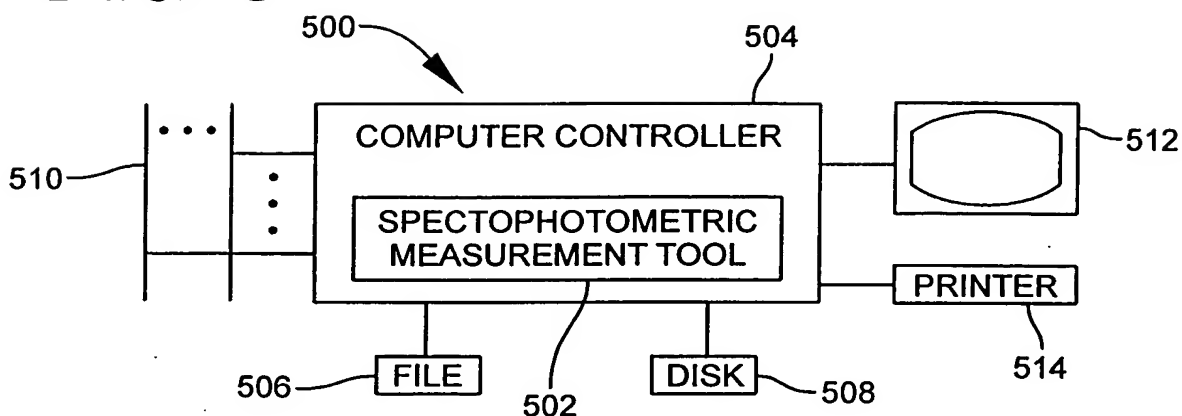 500
504
COMPUTER CONTROLLER
512
510
SPECTOPHOTOMETRIC
MEASUREMENT TOOL
PRINTER
514
506
FILE
502
DISK
508